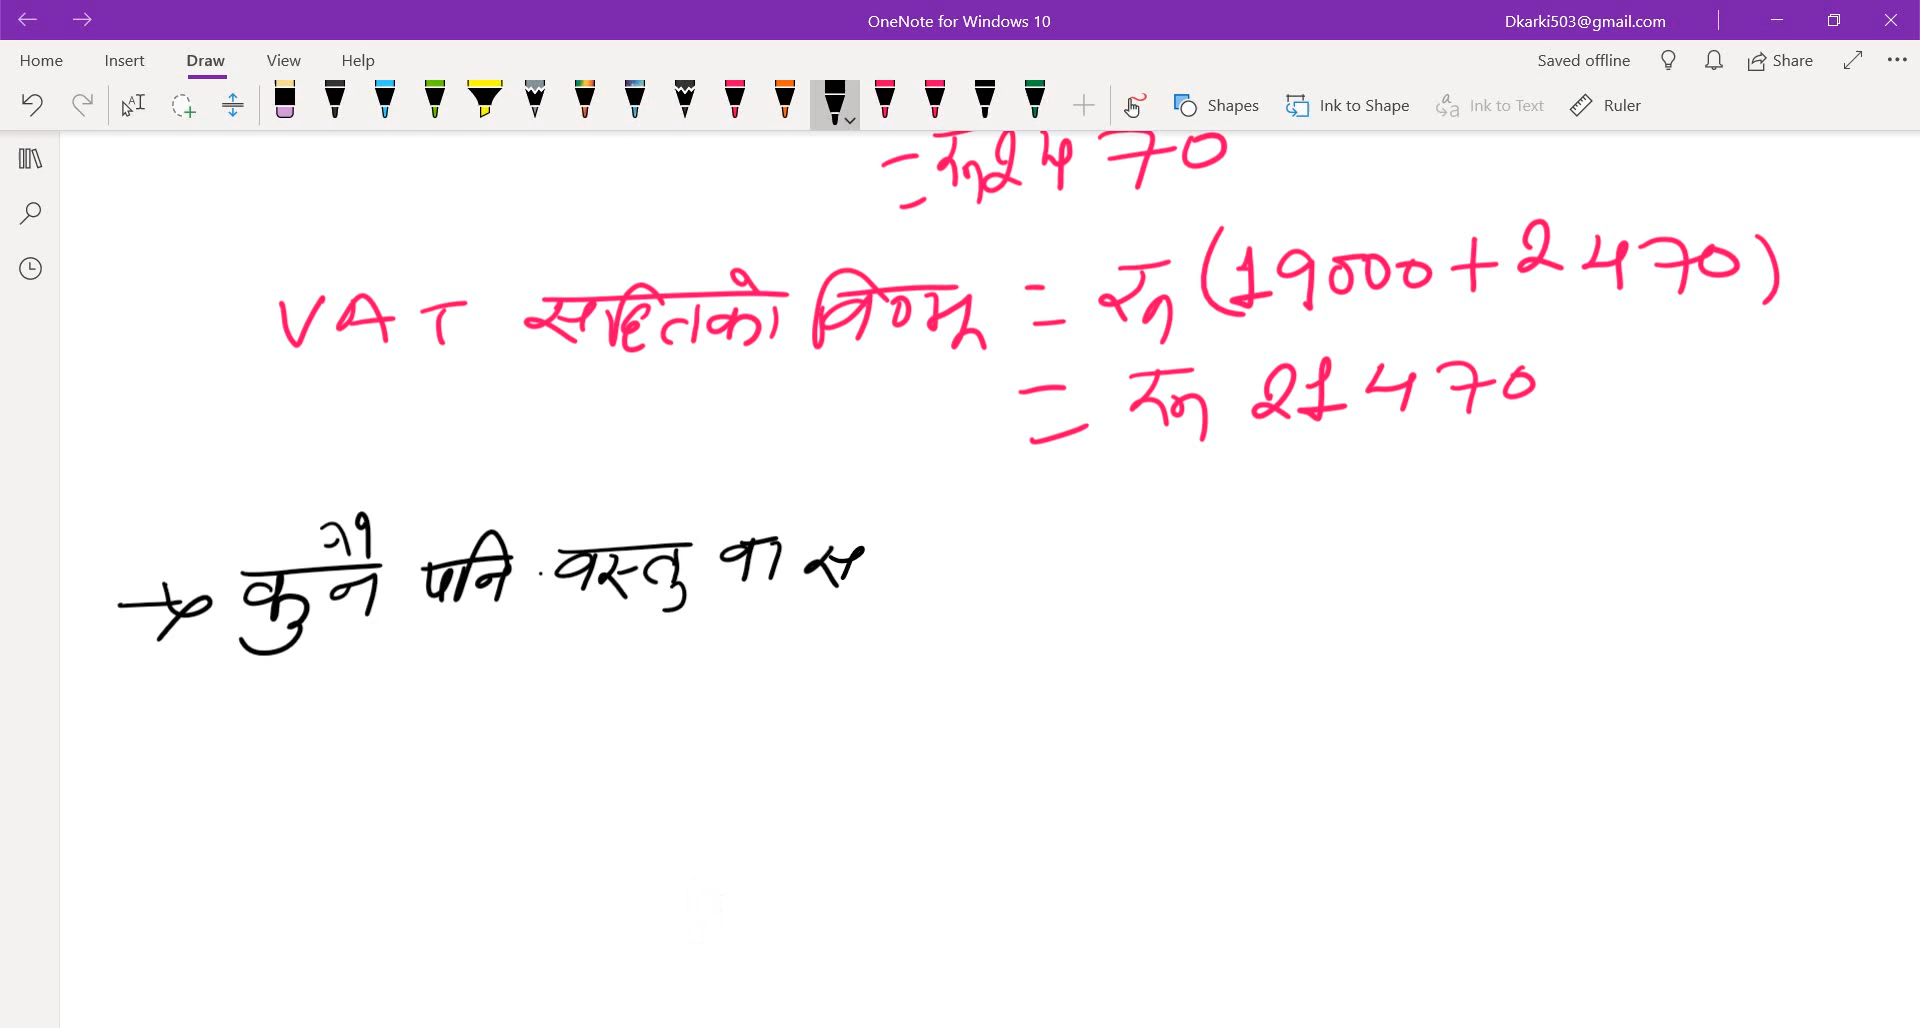 OneNote for Windows 10
Dkarki503@gmail.com
Home Insert Draw View Help
Saved offline Share
Shapes Ink to Shape Ink to Text Ruler
= रु 2470
VAT सहितको वि०मू = रु (19000+2470)
= रु 21470
→ कुनै पनि वस्तु वा स